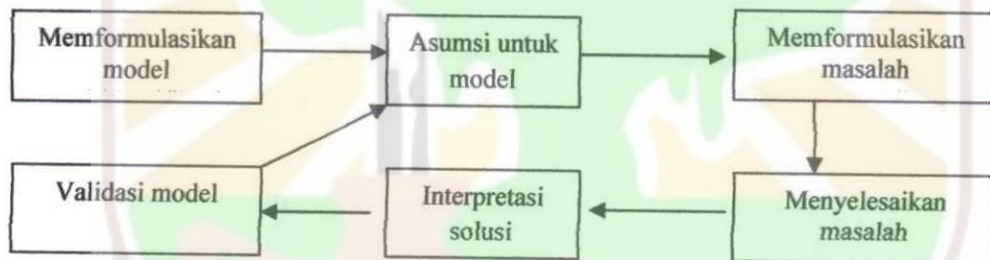 Memformulasikan
model
Asumsi untuk
model
Memformulasikan
masalah
Validasi model
Interpretasi
solusi
Menyelesaikan
masalah